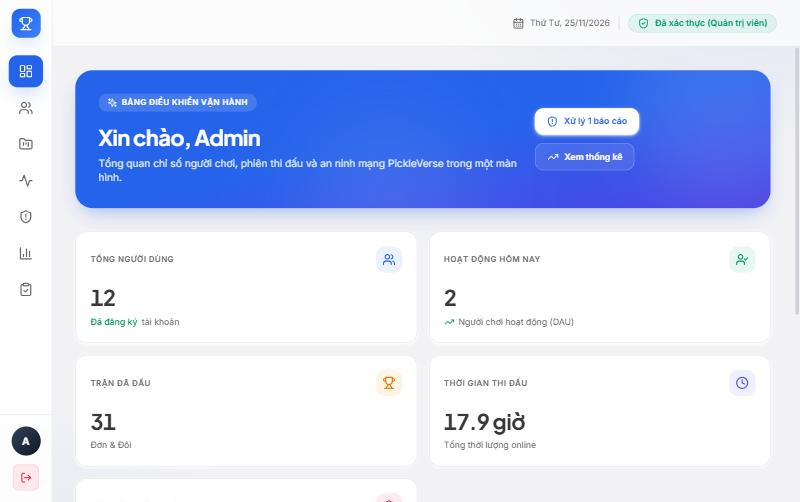 Thứ Tư, 25/11/2026
Đã xác thực (Quản trị viên)
BẢNG ĐIỀU KHIỂN VẬN HÀNH
Xin chào, Admin
Tổng quan chỉ số người chơi, phiên thi đấu và an ninh mạng PickleVerse trong một màn
hình.
Xử lý 1 báo cáo
Xem thống kê
TỔNG NGƯỜI DÙNG
12
Đã đăng ký tài khoản
HOẠT ĐỘNG HÔM NAY
2
Người chơi hoạt động (DAU)
TRẬN ĐÃ ĐẤU
31
Đơn & Đôi
THỜI GIAN THI ĐẤU
17.9 giờ
Tổng thời lượng online
A